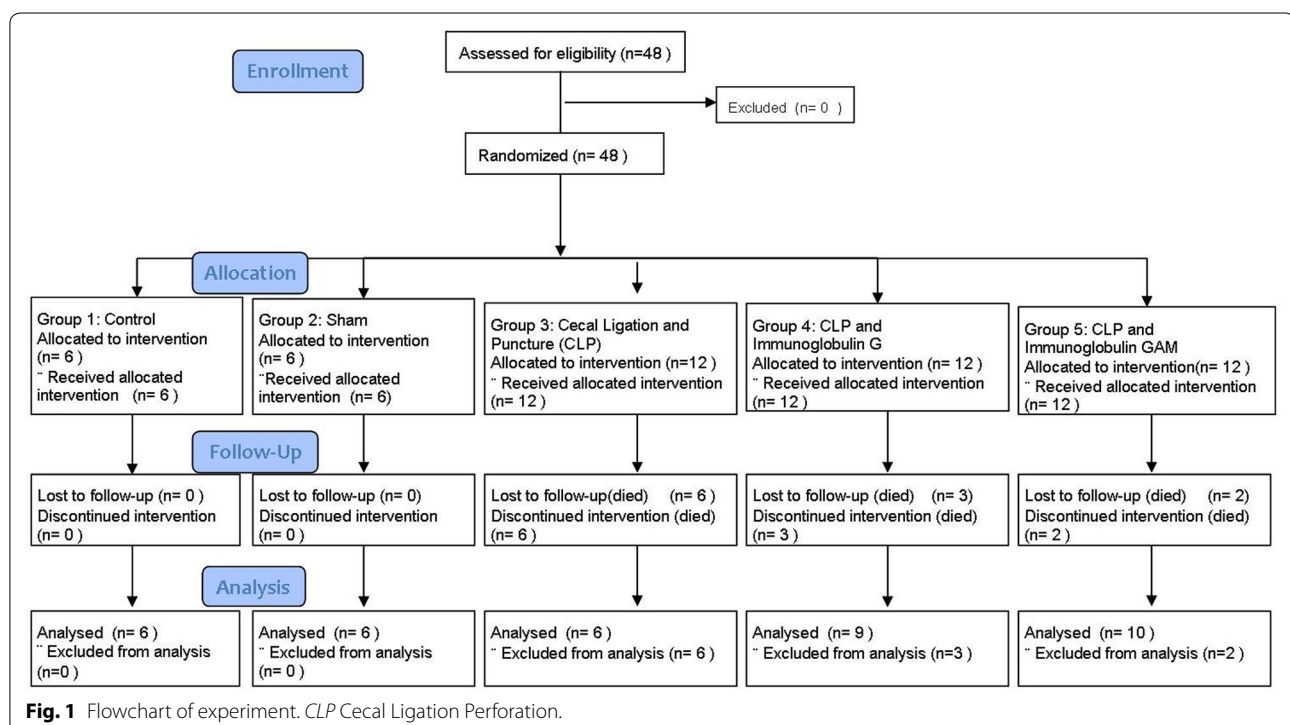 Enrollment
Assessed for eligibility (n=48 )
Excluded (n= 0 )
Randomized (n= 48 )
Allocation
Group 1: Control
Allocated to intervention
(n= 6 )
¨ Received allocated
intervention (n= 6 )
Group 2: Sham
Allocated to intervention
(n= 6 )
¨Received allocated
intervention (n= 6)
Group 3: Cecal Ligation and
Puncture (CLP)
Allocated to intervention (n=12 )
¨ Received allocated intervention
(n= 12 )
Group 4: CLP and
Immunoglobulin G
Allocated to intervention (n= 12 )
¨ Received allocated intervention
(n= 12 )
Group 5: CLP and
Immunoglobulin GAM
Allocated to intervention(n= 12 )
¨ Received allocated intervention
(n= 12 )
Follow-Up
Lost to follow-up (n= 0 )
Discontinued intervention
(n= 0 )
Lost to follow-up (n= 0)
Discontinued intervention
(n= 0 )
Lost to follow-up(died) (n= 6 )
Discontinued intervention (died)
(n= 6 )
Lost to follow-up (died) (n= 3 )
Discontinued intervention (died)
(n= 3 )
Lost to follow-up (died) (n= 2 )
Discontinued intervention (died)
(n= 2 )
Analysis
Analysed (n= 6 )
¨ Excluded from analysis
(n=0 )
Analysed (n= 6 )
¨ Excluded from analysis
(n= 0 )
Analysed (n= 6 )
¨ Excluded from analysis (n= 6 )
Analysed (n= 9 )
¨ Excluded from analysis (n=3 )
Analysed (n= 10 )
¨ Excluded from analysis (n=2 )
Fig. 1 Flowchart of experiment. CLP Cecal Ligation Perforation.